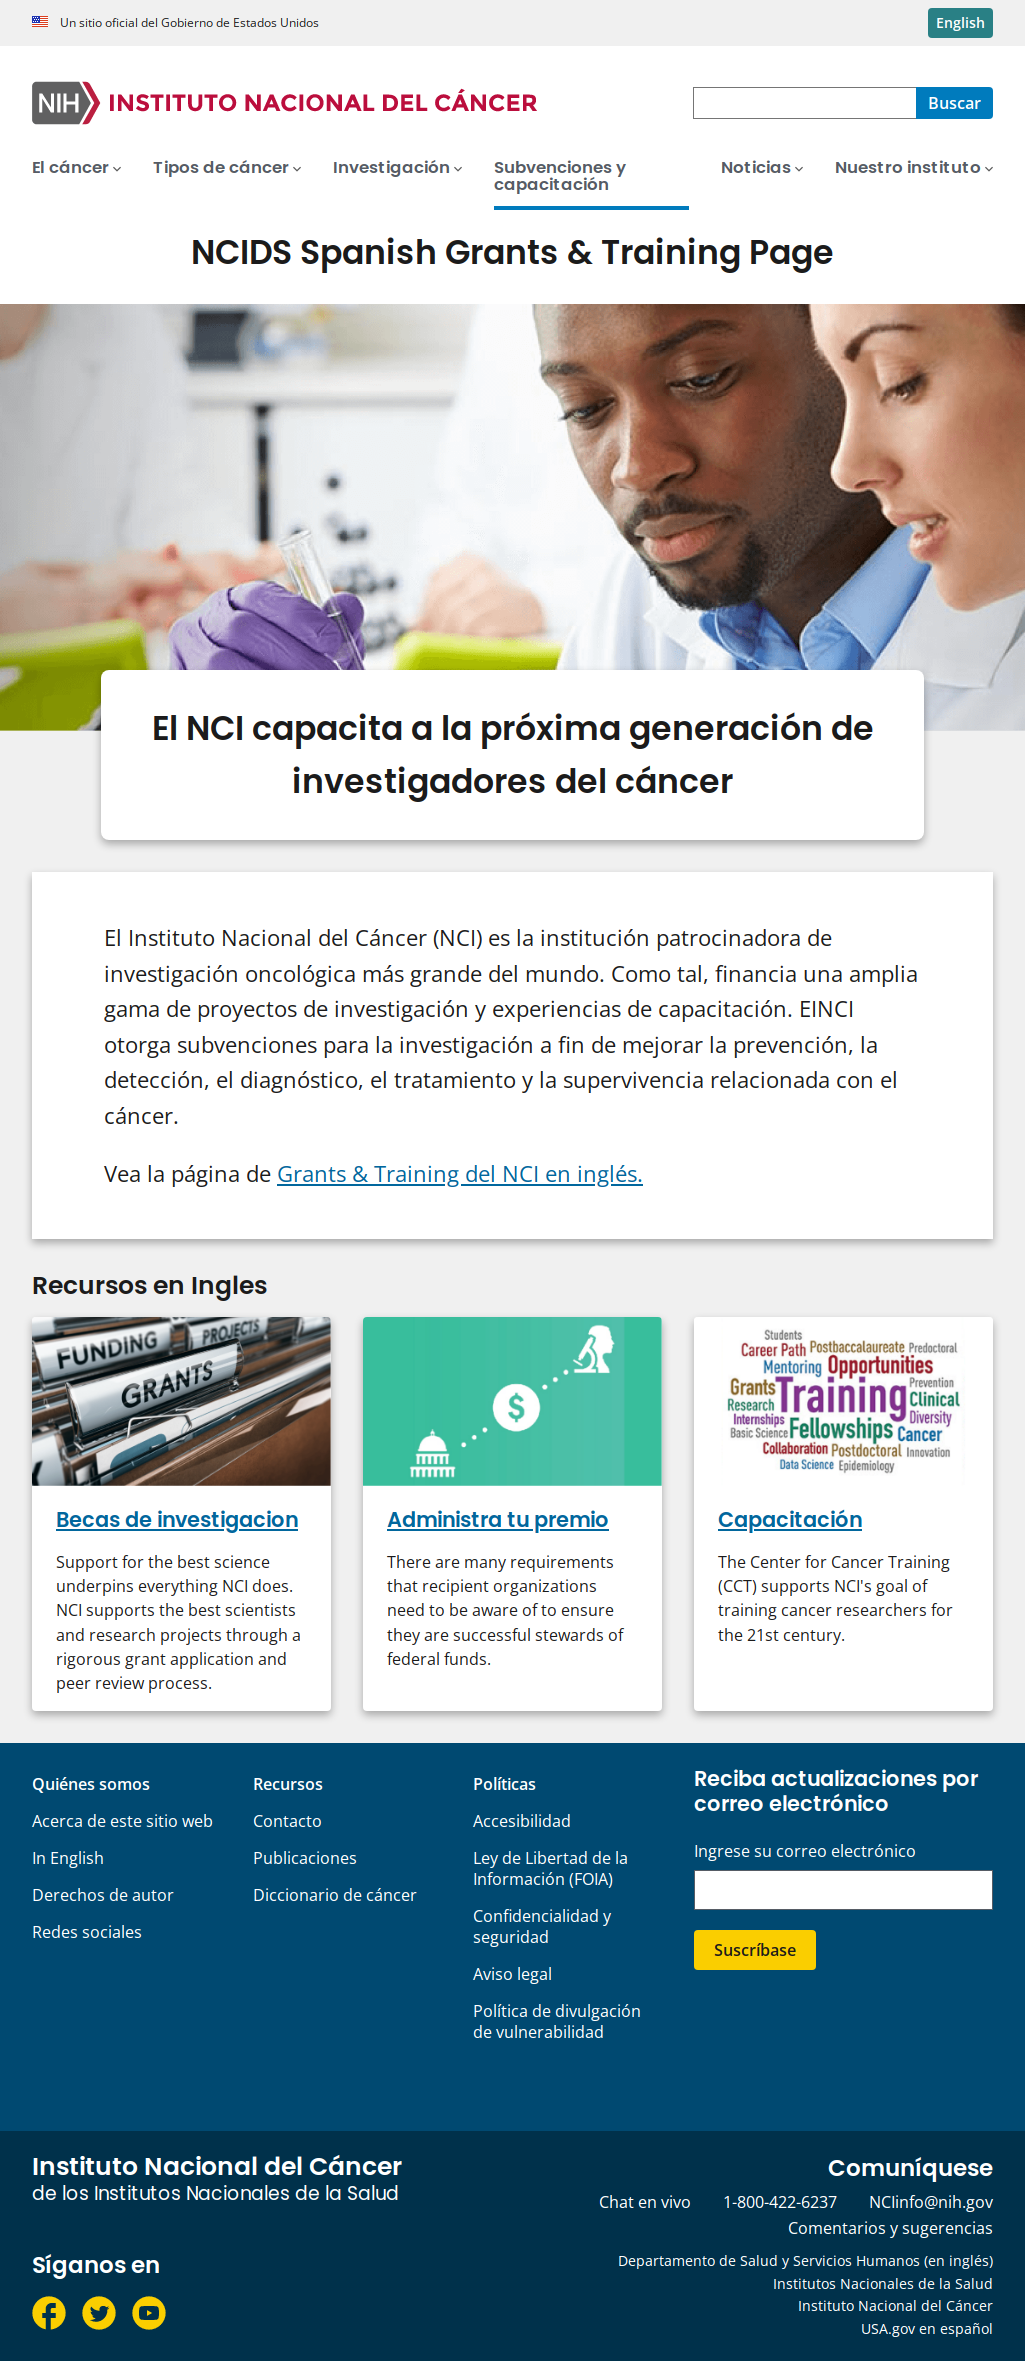 Un sitio oficial del Gobierno de Estados Unidos
English
NIH INSTITUTO NACIONAL DEL CÁNCER
Buscar
El cáncer
Tipos de cáncer
Investigación
Subvenciones y
capacitación
Noticias
Nuestro instituto
NCIDS Spanish Grants & Training Page
El NCI capacita a la próxima generación de
investigadores del cáncer
El Instituto Nacional del Cáncer (NCI) es la institución patrocinadora de
investigación oncológica más grande del mundo. Como tal, financia una amplia
gama de proyectos de investigación y experiencias de capacitación. EINCI
otorga subvenciones para la investigación a fin de mejorar la prevención, la
detección, el diagnóstico, el tratamiento y la supervivencia relacionada con el
cáncer.
Vea la página de Grants & Training del NCI en inglés.
Recursos en Ingles
FUNDING
PROJECTS
GRANTS
Becas de investigacion
Support for the best science
underpins everything NCI does.
NCI supports the best scientists
and research projects through a
rigorous grant application and
peer review process.
$
Administra tu premio
There are many requirements
that recipient organizations
need to be aware of to ensure
they are successful stewards of
federal funds.
Students
Career Path Postbaccalaureate Predoctoral
Mentoring Opportunities
Grants Training Prevention
Research Clinical
Internships Diversity
Basic Science Fellowships Cancer
Collaboration Postdoctoral Innovation
Data Science Epidemiology
Capacitación
The Center for Cancer Training
(CCT) supports NCI's goal of
training cancer researchers for
the 21st century.
Quiénes somos
Acerca de este sitio web
In English
Derechos de autor
Redes sociales
Recursos
Contacto
Publicaciones
Diccionario de cáncer
Políticas
Accesibilidad
Ley de Libertad de la
Información (FOIA)
Confidencialidad y
seguridad
Aviso legal
Política de divulgación
de vulnerabilidad
Reciba actualizaciones por
correo electrónico
Ingrese su correo electrónico
Suscríbase
Instituto Nacional del Cáncer
de los Institutos Nacionales de la Salud
Síganos en
Comuníquese
Chat en vivo
1-800-422-6237
NCIinfo@nih.gov
Comentarios y sugerencias
Departamento de Salud y Servicios Humanos (en inglés)
Institutos Nacionales de la Salud
Instituto Nacional del Cáncer
USA.gov en español